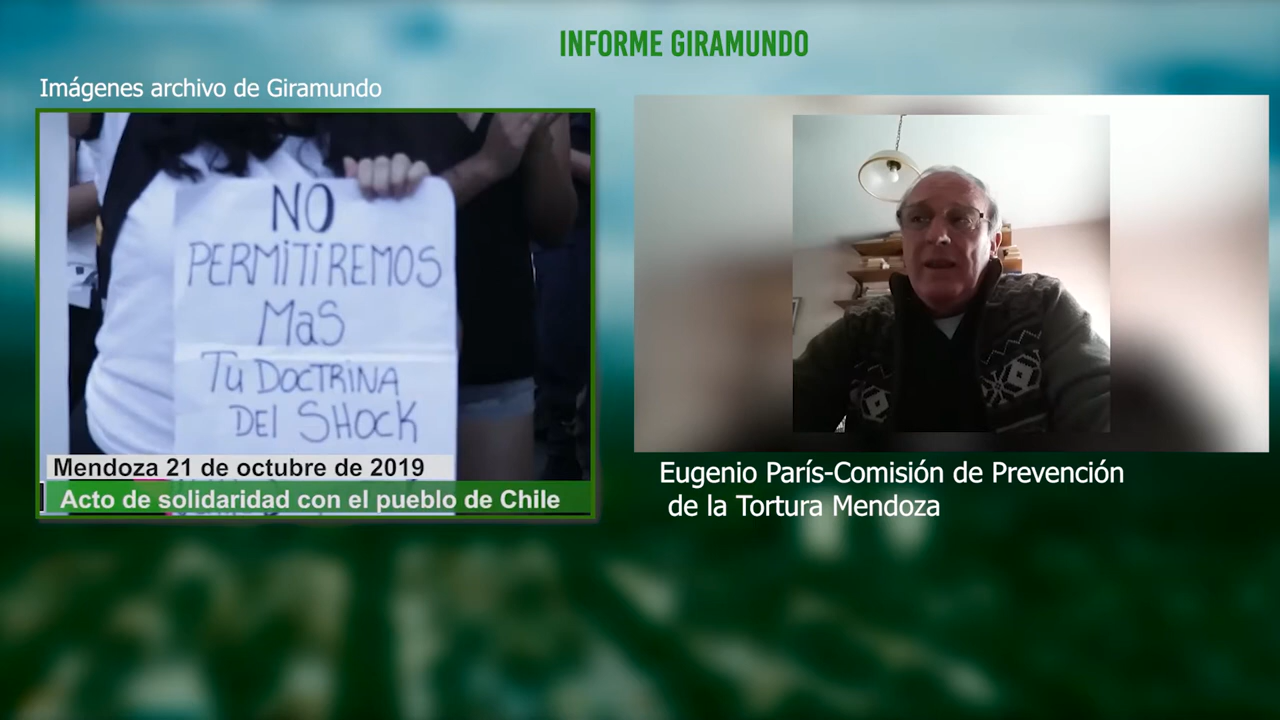 INFORME GIRAMUNDO
Imágenes archivo de Giramundo
NO
PERMITIREMOS
MaS
TU DOCTRINA
DEl SHOCK
Mendoza 21 de octubre de 2019
Acto de solidaridad con el pueblo de Chile
Eugenio París-Comisión de Prevención
de la Tortura Mendoza